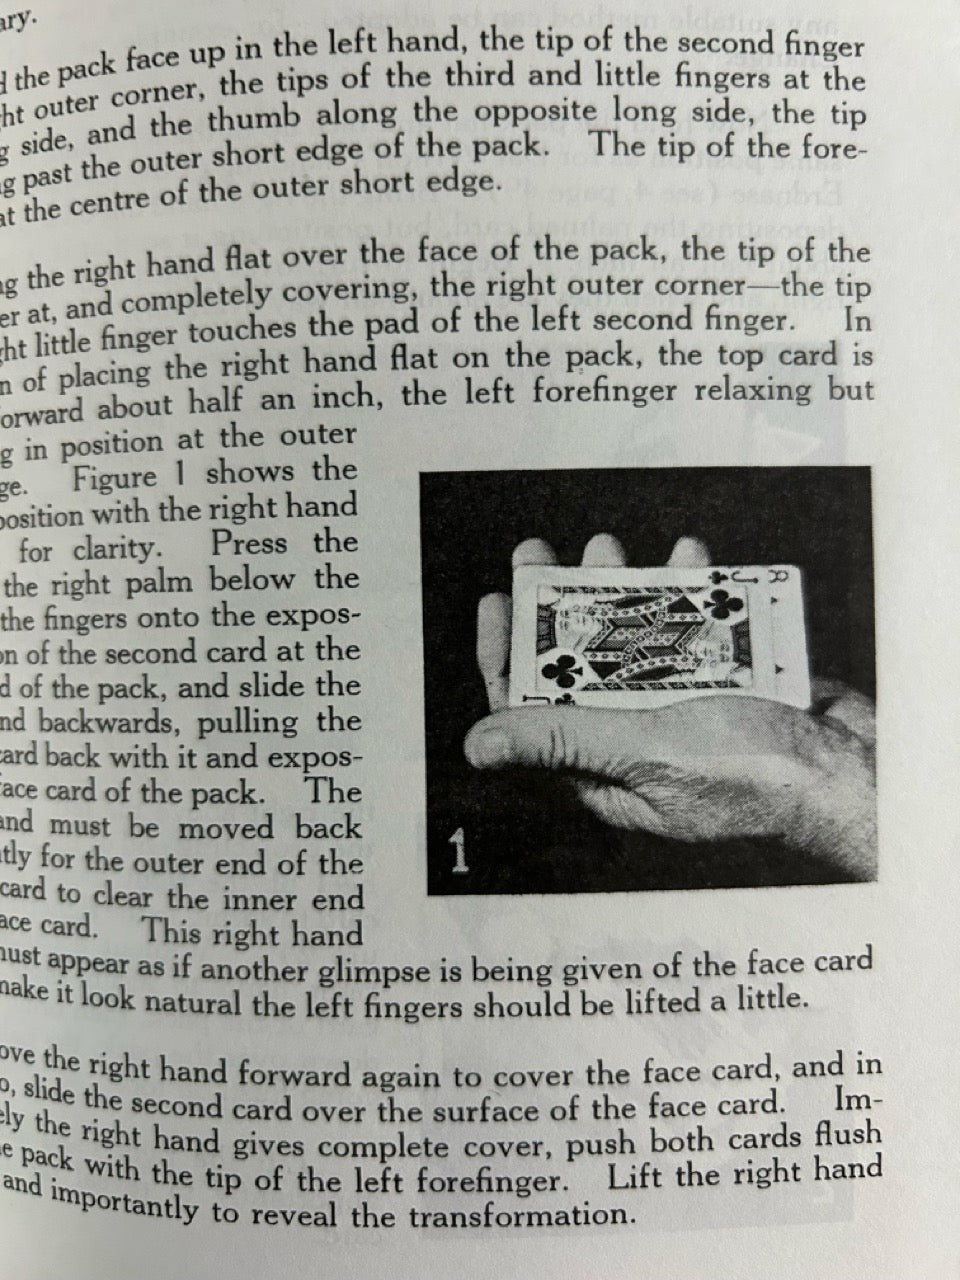 ary.
the pack face up in the left hand, the tip of the second finger
ht outer corner, the tips of the third and little fingers at the
g side, and the thumb along the opposite long side, the tip
g past the outer short edge of the pack. The tip of the fore-
at the centre of the outer short edge.
ng the right hand flat over the face of the pack, the tip of the
er at, and completely covering, the right outer corner—the tip
ht little finger touches the pad of the left second finger. In
n of placing the right hand flat on the pack, the top card is
orward about half an inch, the left forefinger relaxing but
g in position at the outer
ge. Figure 1 shows the
position with the right hand
for clarity. Press the
the right palm below the
the fingers onto the expos-
on of the second card at the
d of the pack, and slide the
nd backwards, pulling the
card back with it and expos-
face card of the pack. The
and must be moved back
tly for the outer end of the
card to clear the inner end
ace card. This right hand
must appear as if another glimpse is being given of the face card
make it look natural the left fingers should be lifted a little.
ove the right hand forward again to cover the face card, and in
o, slide the second card over the surface of the face card. Im-
ely the right hand gives complete cover, push both cards flush
e pack with the tip of the left forefinger. Lift the right hand
and importantly to reveal the transformation.
J
R
J
1